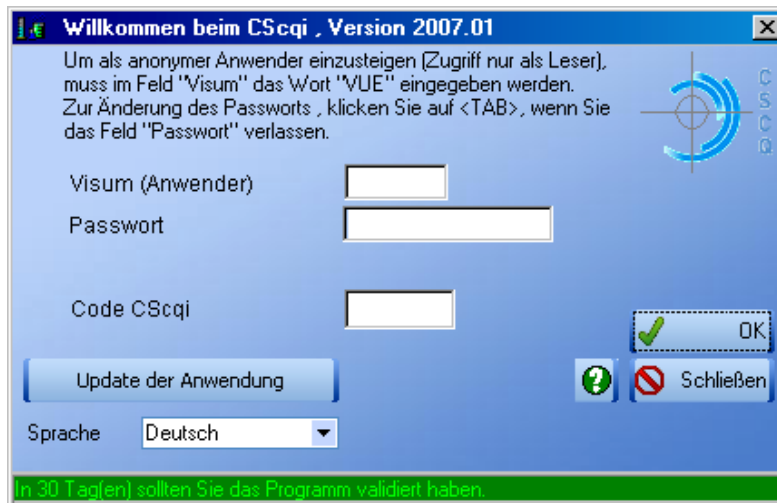 Willkommen beim CScqi , Version 2007.01
Um als anonymer Anwender einzusteigen (Zugriff nur als Leser),
muss im Feld "Visum" das Wort "VUE" eingegeben werden.
Zur Änderung des Passworts , klicken Sie auf <TAB>, wenn Sie
das Feld "Passwort" verlassen.
CSCQ
Visum (Anwender)
Passwort
Code CScqi
OK
Update der Anwendung
?
Schließen
Sprache Deutsch
In 30 Tag(en) sollten Sie das Programm validiert haben.